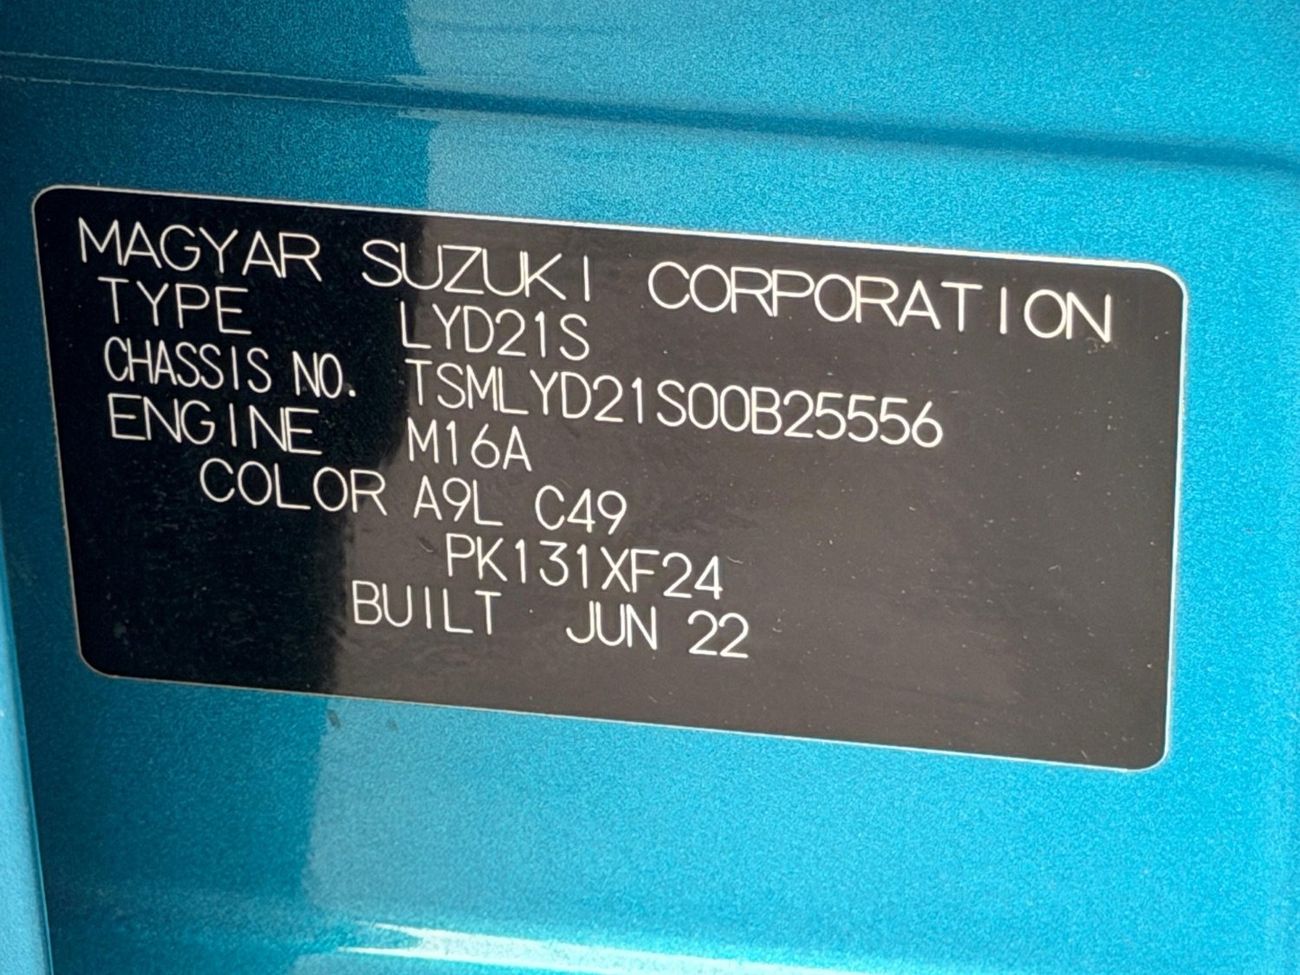 MAGYAR SUZUKI CORPORATION
TYPE LYD21S
CHASSIS NO. TSMLYD21S00B25556
ENGINE M16A
COLOR A9L C49
PK131XF24
BUILT JUN 22